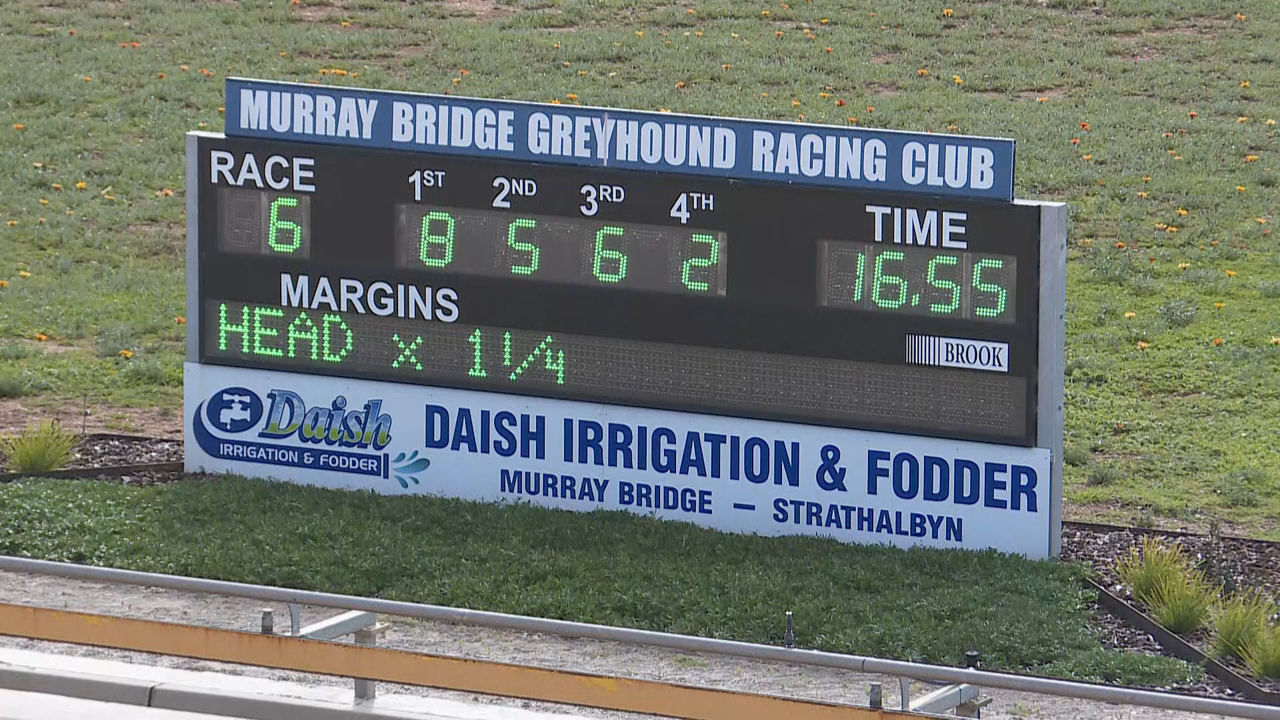 MURRAY BRIDGE GREYHOUND RACING CLUB
RACE 1ST 2ND 3RD 4TH TIME
6 8 5 6 2 16.55
MARGINS
HEAD x 1 1/4
BROOK
Daish
IRRIGATION & FODDER
DAISH IRRIGATION & FODDER
MURRAY BRIDGE – STRATHALBYN